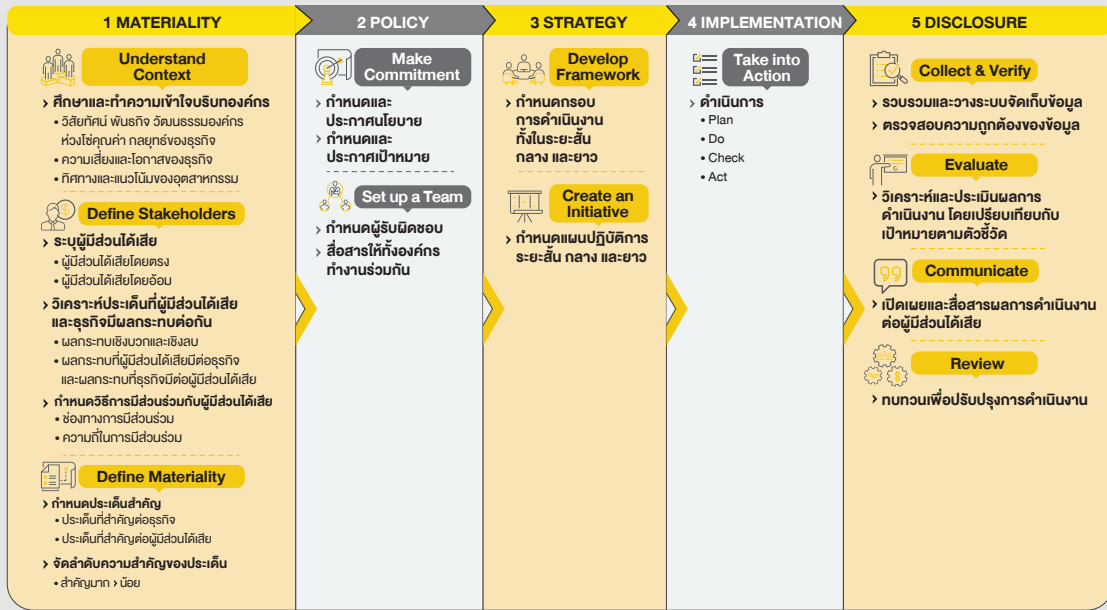 1 MATERIALITY
Understand
Context
› ศึกษาและทำความเข้าใจบริบทองค์กร
• วิสัยทัศน์ พันธกิจ วัฒนธรรมองค์กร
ห่วงโซ่คุณค่า กลยุทธ์ของธุรกิจ
• ความเสี่ยงและโอกาสของธุรกิจ
• ทิศทางและแนวโน้มของอุตสาหกรรม
Define Stakeholders
› ระบุผู้มีส่วนได้เสีย
• ผู้มีส่วนได้เสียโดยตรง
• ผู้มีส่วนได้เสียโดยอ้อม
› วิเคราะห์ประเด็นที่ผู้มีส่วนได้เสีย
และธุรกิจมีผลกระทบต่อกัน
• ผลกระทบเชิงบวกและเชิงลบ
• ผลกระทบที่ผู้มีส่วนได้เสียมีต่อธุรกิจ
และผลกระทบที่ธุรกิจมีต่อผู้มีส่วนได้เสีย
› กำหนดวิธีการมีส่วนร่วมกับผู้มีส่วนได้เสีย
• ช่องทางการมีส่วนร่วม
• ความถี่ในการมีส่วนร่วม
Define Materiality
› กำหนดประเด็นสำคัญ
• ประเด็นที่สำคัญต่อธุรกิจ
• ประเด็นที่สำคัญต่อผู้มีส่วนได้เสีย
› จัดลำดับความสำคัญของประเด็น
• สำคัญมาก › น้อย
2 POLICY
Make
Commitment
› กำหนดและ
ประกาศนโยบาย
› กำหนดและ
ประกาศเป้าหมาย
Set up a Team
› กำหนดผู้รับผิดชอบ
› สื่อสารให้ทั้งองค์กร
ทำงานร่วมกัน
3 STRATEGY
Develop
Framework
› กำหนดกรอบ
การดำเนินงาน
ทั้งในระยะสั้น
กลาง และยาว
Create an
Initiative
› กำหนดแผนปฏิบัติการ
ระยะสั้น กลาง และยาว
4 IMPLEMENTATION
Take into
Action
› ดำเนินการ
• Plan
• Do
• Check
• Act
5 DISCLOSURE
Collect & Verify
› รวบรวมและวางระบบจัดเก็บข้อมูล
› ตรวจสอบความถูกต้องของข้อมูล
Evaluate
› วิเคราะห์และประเมินผลการ
ดำเนินงาน โดยเปรียบเทียบกับ
เป้าหมายตามตัวชี้วัด
Communicate
› เปิดเผยและสื่อสารผลการดำเนินงาน
ต่อผู้มีส่วนได้เสีย
Review
› ทบทวนเพื่อปรับปรุงการดำเนินงาน